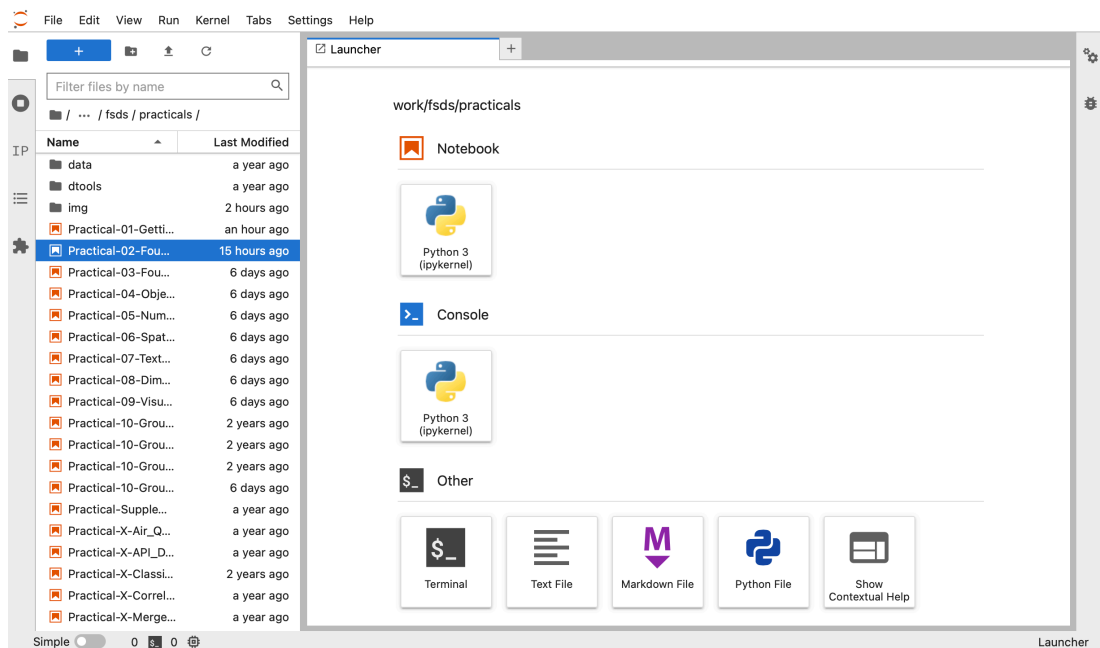 File Edit View Run Kernel Tabs Settings Help
+
Filter files by name
/ ... / fsds / practicals /
Name Last Modified
data a year ago
dtools a year ago
img 2 hours ago
Practical-01-Getti... an hour ago
Practical-02-Fou... 15 hours ago
Practical-03-Fou... 6 days ago
Practical-04-Obje... 6 days ago
Practical-05-Num... 6 days ago
Practical-06-Spat... 6 days ago
Practical-07-Text... 6 days ago
Practical-08-Dim... 6 days ago
Practical-09-Visu... 6 days ago
Practical-10-Grou... 2 years ago
Practical-10-Grou... 2 years ago
Practical-10-Grou... 2 years ago
Practical-10-Grou... 6 days ago
Practical-Supple... a year ago
Practical-X-Air_Q... a year ago
Practical-X-API_D... a year ago
Practical-X-Classi... 2 years ago
Practical-X-Correl... a year ago
Practical-X-Merge... a year ago
IP
Launcher +
work/fsds/practicals
Notebook
Python 3
(ipykernel)
>_ Console
Python 3
(ipykernel)
$_ Other
$_
Terminal
Text File
M
Markdown File
Python File
Show
Contextual Help
Simple 0 $_ 0 Launcher